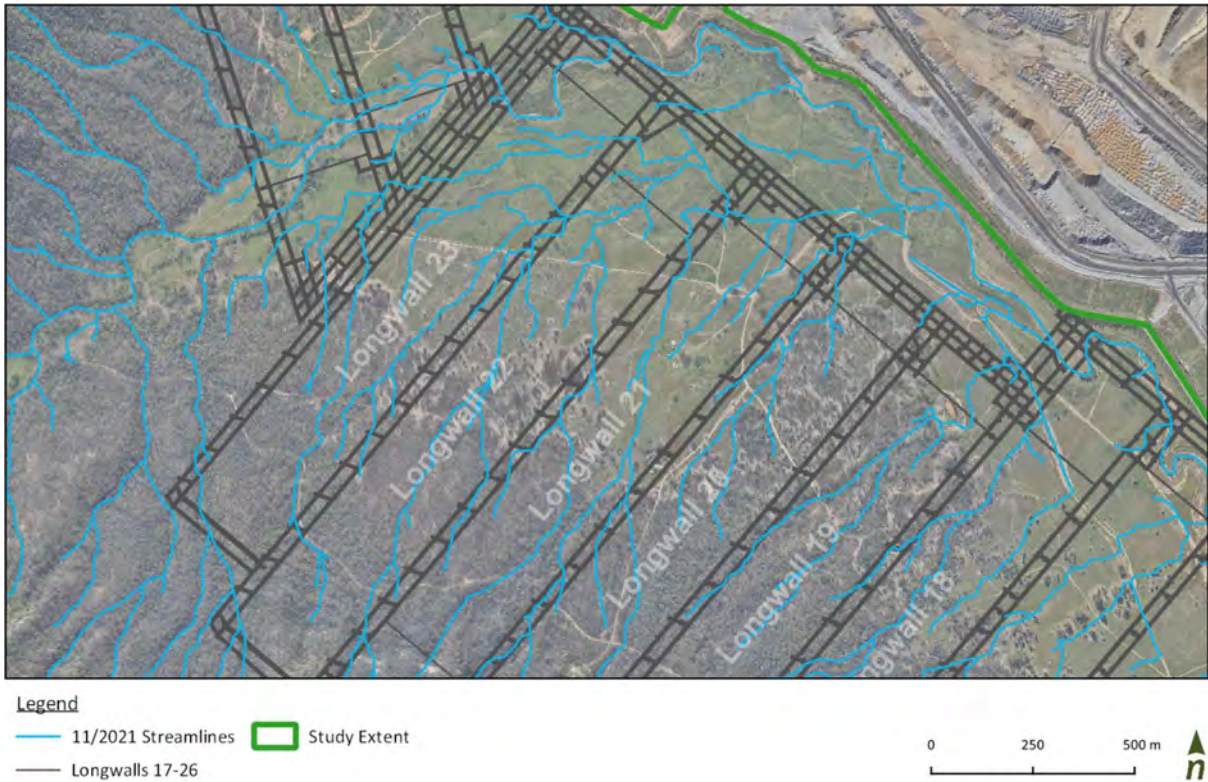 Longwall 23
Longwall 22
Longwall 21
Longwall 20
Longwall 19
ongwall 18
Legend
11/2021 Streamlines
Study Extent
Longwalls 17-26
0 250 500 m
n